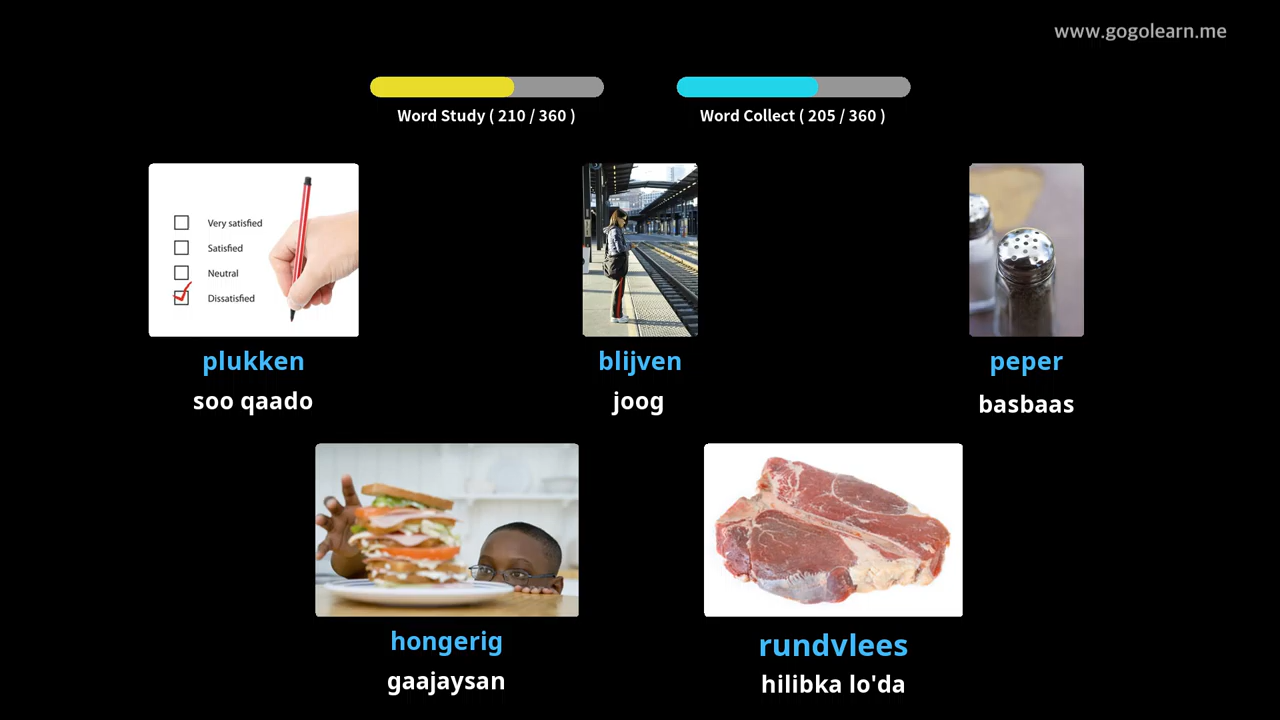 www.gogolearn.me
Word Study ( 210 / 360 )
Word Collect ( 205 / 360 )
Very satisfied
Satisfied
Neutral
Dissatisfied
plukken
soo qaado
blijven
joog
peper
basbaas
hongerig
gaajaysan
rundvlees
hilibka lo'da